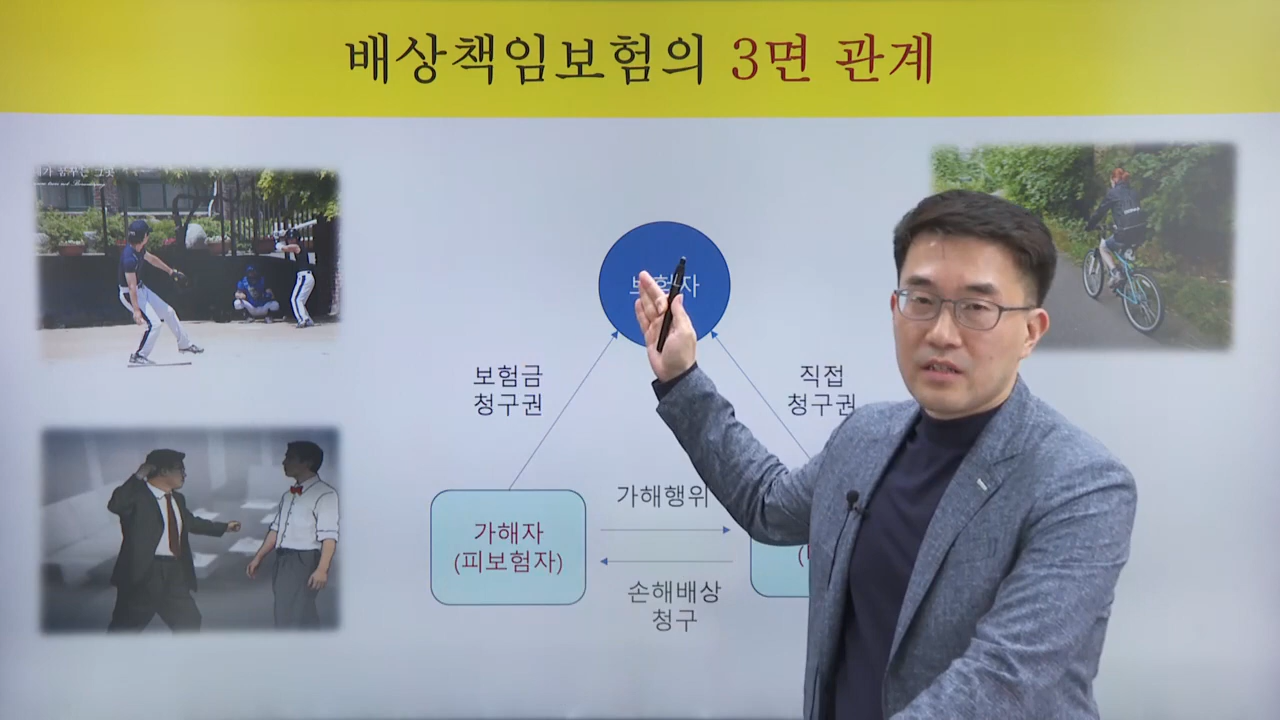 배상책임보험의 3면 관계
보험금
청구권
직접
청구권
가해행위
가해자
(피보험자)
손해배상
청구